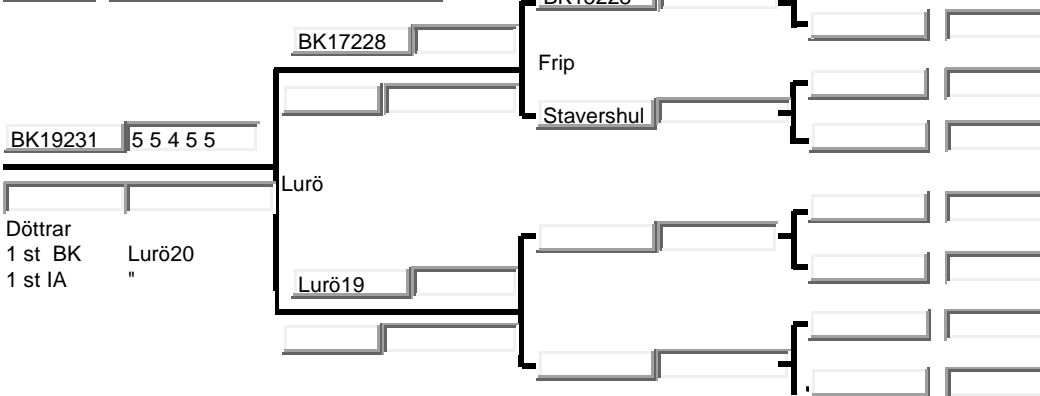 BK17228
Frip
Stavershul
BK19231 5 5 4 5 5
Lurö
Döttrar
1 st BK Lurö20
1 st IA "
Lurö19